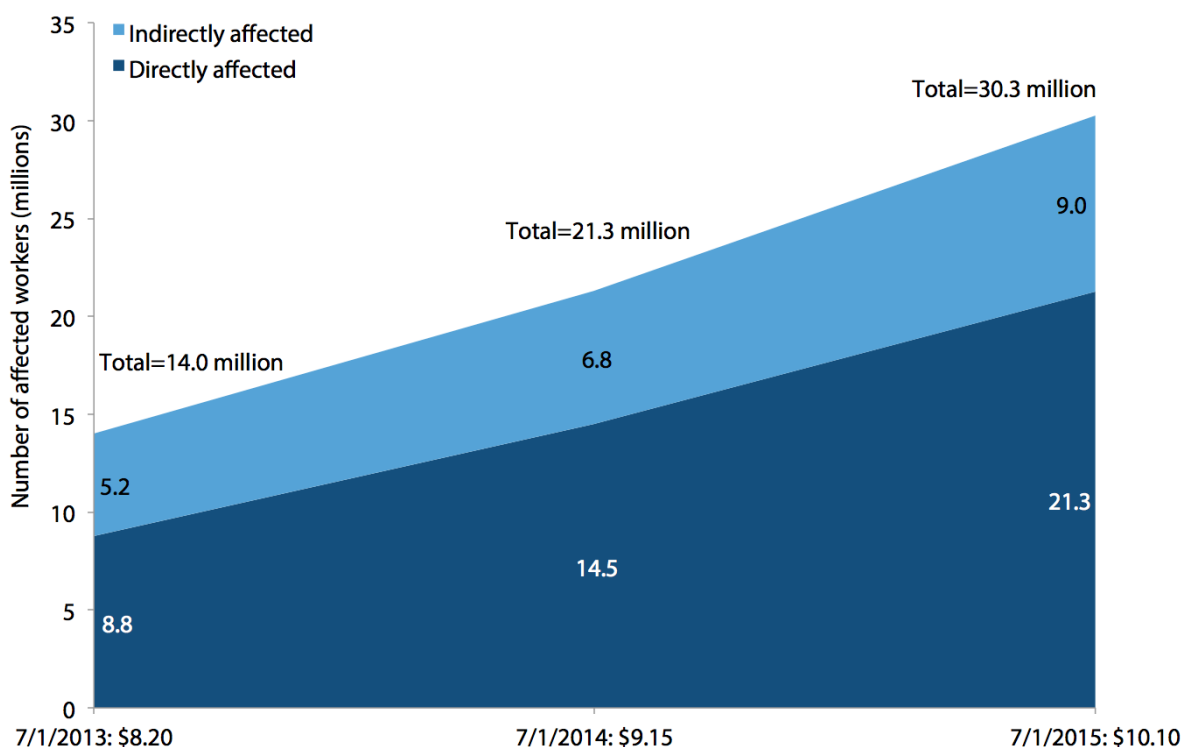 35
Indirectly affected
Directly affected
Total=30.3 million
30
Number of affected workers (millions)
25
9.0
Total=21.3 million
20
Total=14.0 million
6.8
15
5.2
21.3
10
14.5
5
8.8
0
7/1/2013: $8.20
7/1/2014: $9.15
7/1/2015: $10.10